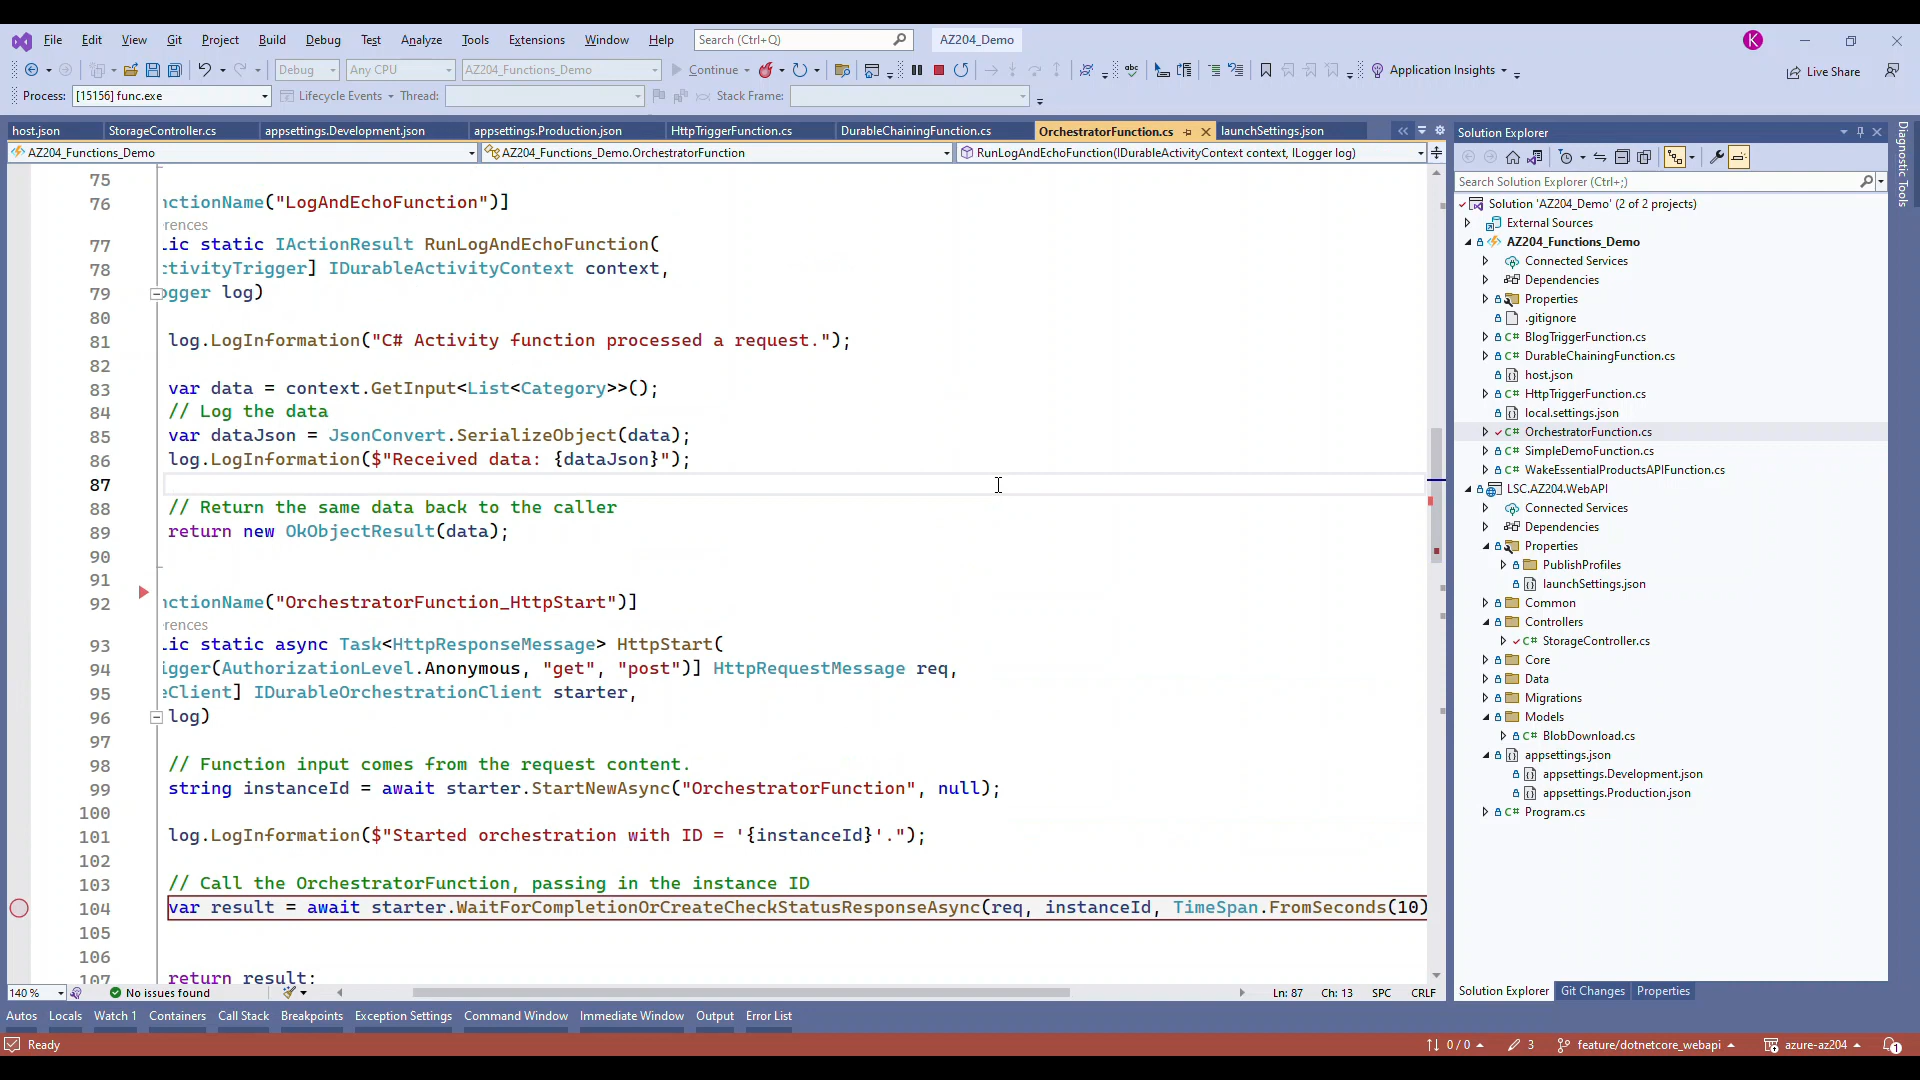 File Edit View Git Project Build Debug Test Analyze Tools Extensions Window Help Search (Ctrl+Q) AZ204_Demo K
Debug Any CPU AZ204_Functions_Demo Continue Application Insights Live Share
Process: [15156] func.exe Lifecycle Events Thread: Stack Frame:
host.json StorageController.cs appsettings.Development.json appsettings.Production.json HttpTriggerFunction.cs DurableChainingFunction.cs OrchestratorFunction.cs launchSettings.json
AZ204_Functions_Demo AZ204_Functions_Demo.OrchestratorFunction RunLogAndEchoFunction(IDurableActivityContext context, ILogger log)
75
76 nctionName("LogAndEchoFunction")]
rences
77 lic static IActionResult RunLogAndEchoFunction(
78 ctivityTrigger] IDurableActivityContext context,
79 ogger log)
80
81 log.LogInformation("C# Activity function processed a request.");
82
83 var data = context.GetInput<List<Category>>();
84 // Log the data
85 var dataJson = JsonConvert.SerializeObject(data);
86 log.LogInformation($"Received data: {dataJson}");
87
88 // Return the same data back to the caller
89 return new OkObjectResult(data);
90
91
92 nctionName("OrchestratorFunction_HttpStart")]
rences
93 lic static async Task<HttpResponseMessage> HttpStart(
94 igger(AuthorizationLevel.Anonymous, "get", "post")] HttpRequestMessage req,
95 eClient] IDurableOrchestrationClient starter,
96 log)
97
98 // Function input comes from the request content.
99 string instanceId = await starter.StartNewAsync("OrchestratorFunction", null);
100
101 log.LogInformation($"Started orchestration with ID = '{instanceId}'.");
102
103 // Call the OrchestratorFunction, passing in the instance ID
104 var result = await starter.WaitForCompletionOrCreateCheckStatusResponseAsync(req, instanceId, TimeSpan.FromSeconds(10)
105
106
107 return result;
140 % No issues found Ln: 87 Ch: 13 SPC CRLF
Solution Explorer
Search Solution Explorer (Ctrl+;)
Solution 'AZ204_Demo' (2 of 2 projects)
External Sources
AZ204_Functions_Demo
Connected Services
Dependencies
Properties
.gitignore
BlogTriggerFunction.cs
DurableChainingFunction.cs
host.json
HttpTriggerFunction.cs
local.settings.json
OrchestratorFunction.cs
SimpleDemoFunction.cs
WakeEssentialProductsAPIFunction.cs
LSC.AZ204.WebAPI
Connected Services
Dependencies
Properties
PublishProfiles
launchSettings.json
Common
Controllers
StorageController.cs
Core
Data
Migrations
Models
BlobDownload.cs
appsettings.json
appsettings.Development.json
appsettings.Production.json
Program.cs
Solution Explorer Git Changes Properties
Diagnostic Tools
Autos Locals Watch 1 Containers Call Stack Breakpoints Exception Settings Command Window Immediate Window Output Error List
Ready 0 / 0 3 feature/dotnetcore_webapi azure-az204 1